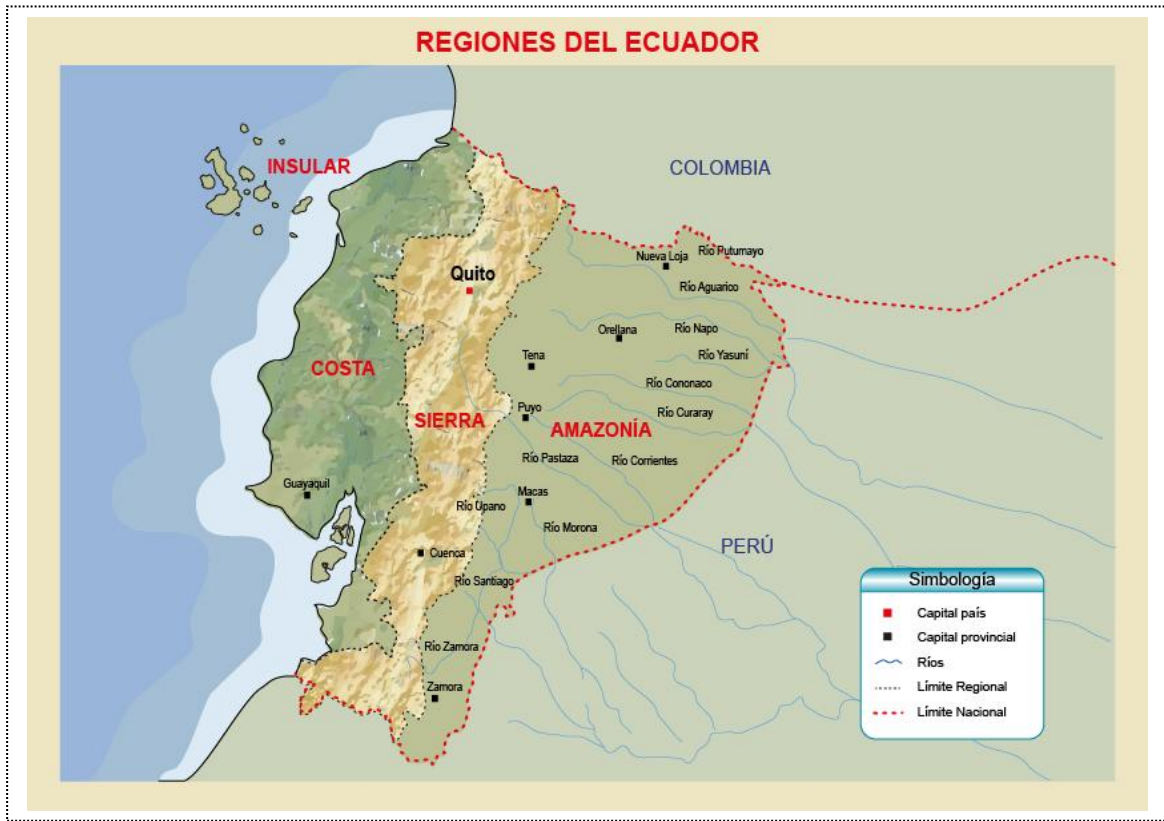 REGIONES DEL ECUADOR
INSULAR
COLOMBIA
Nueva Loja
Río Putumayo
Quito
Río Aguarico
Orellana
Río Napo
Tena
Río Yasuní
COSTA
Río Cononaco
Puyo
Río Curaray
SIERRA
AMAZONÍA
Río Pastaza
Río Corrientes
Guayaquil
Macas
Río Upano
Río Morona
PERÚ
Cuenca
Río Santiago
Simbología
Capital país
Capital provincial
Río Zamora
Ríos
Zamora
Límite Regional
Límite Nacional